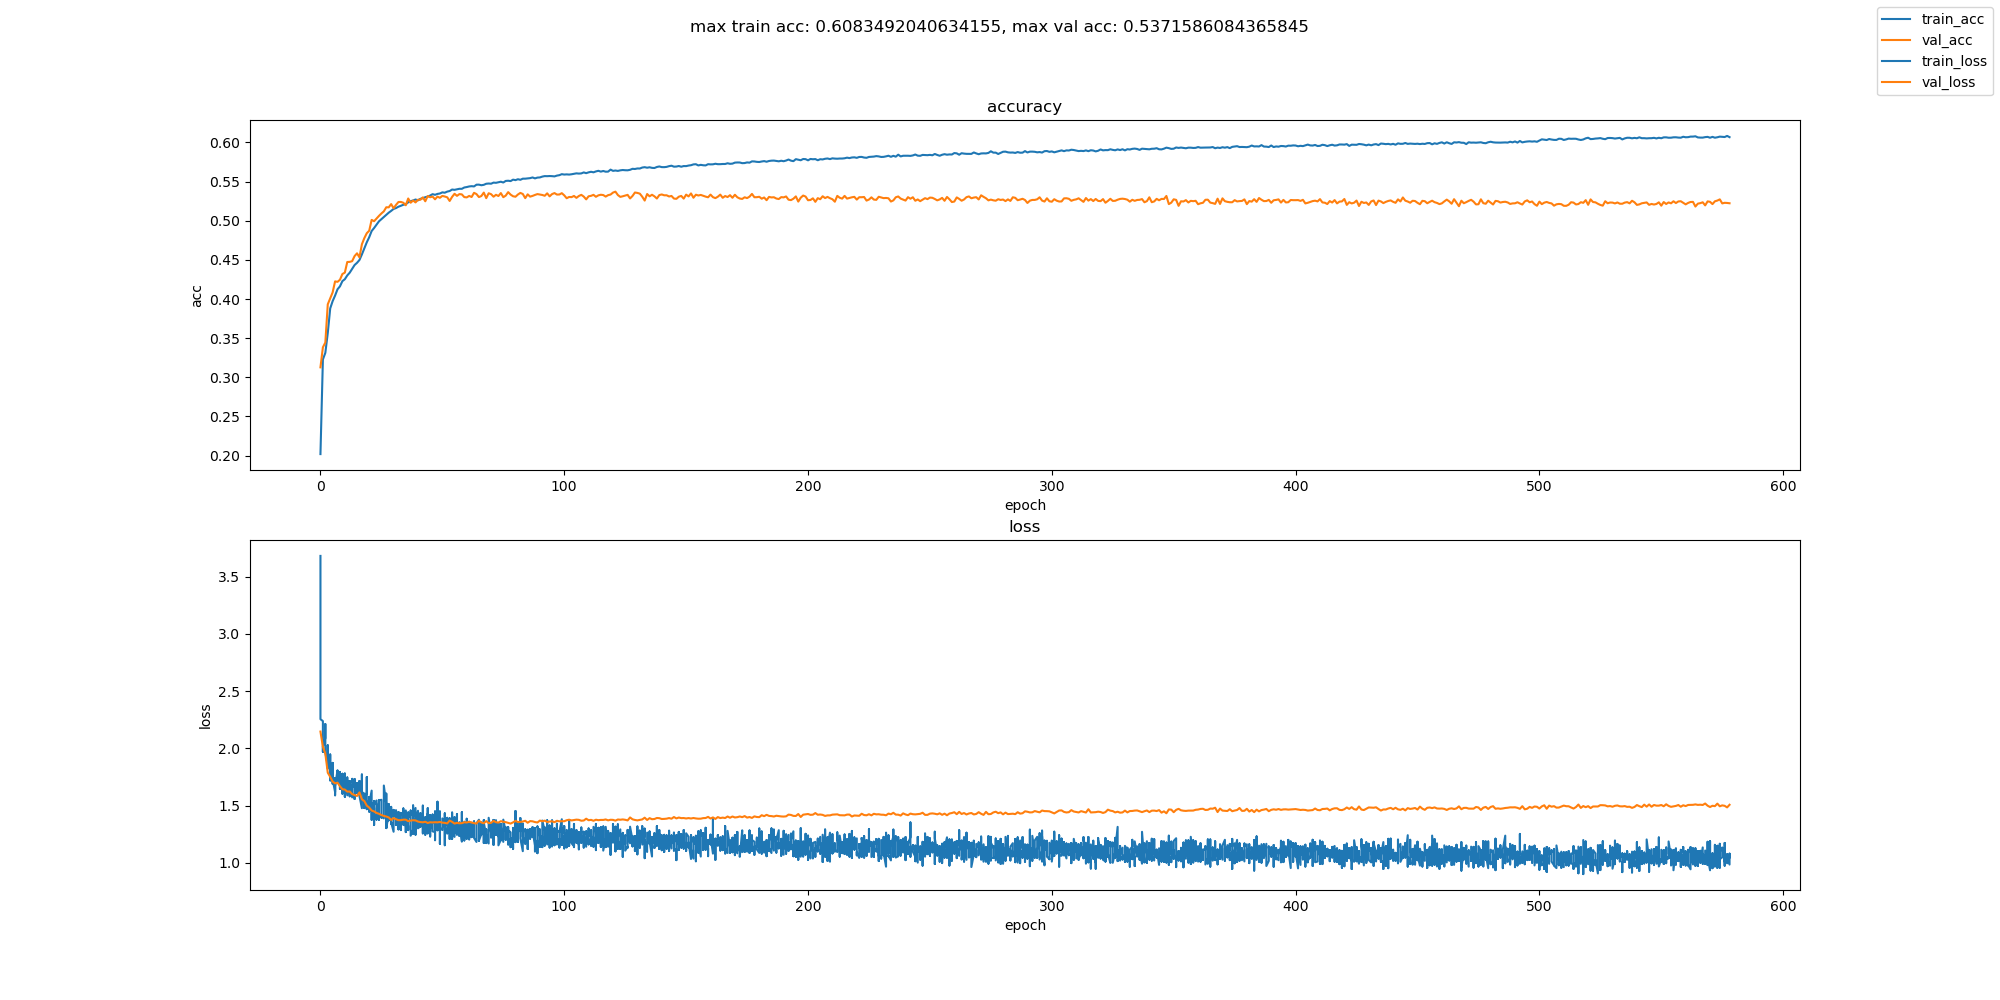 max train acc: 0.6083492040634155, max val acc: 0.5371586084365845
train_acc
val_acc
train_loss
val_loss
accuracy
0.60
0.55
0.50
0.45
0.40
0.35
0.30
0.25
0.20
acc
0 100 200 300 400 500 600
epoch
loss
3.5
3.0
2.5
2.0
1.5
1.0
loss
0 100 200 300 400 500 600
epoch